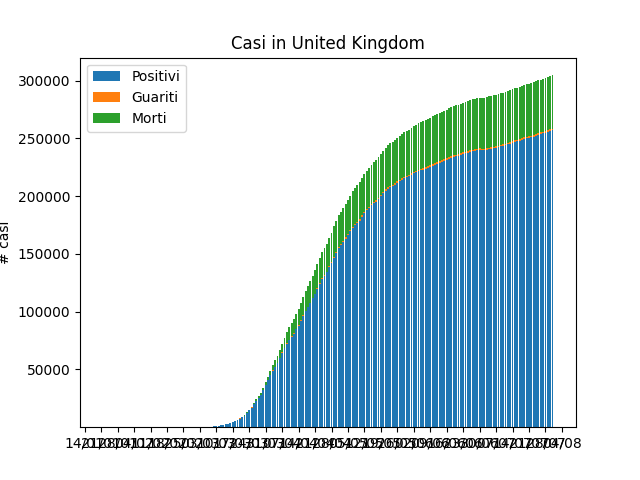 Casi in United Kingdom
Positivi
Guariti
Morti
300000
250000
200000
150000
100000
50000
# casi